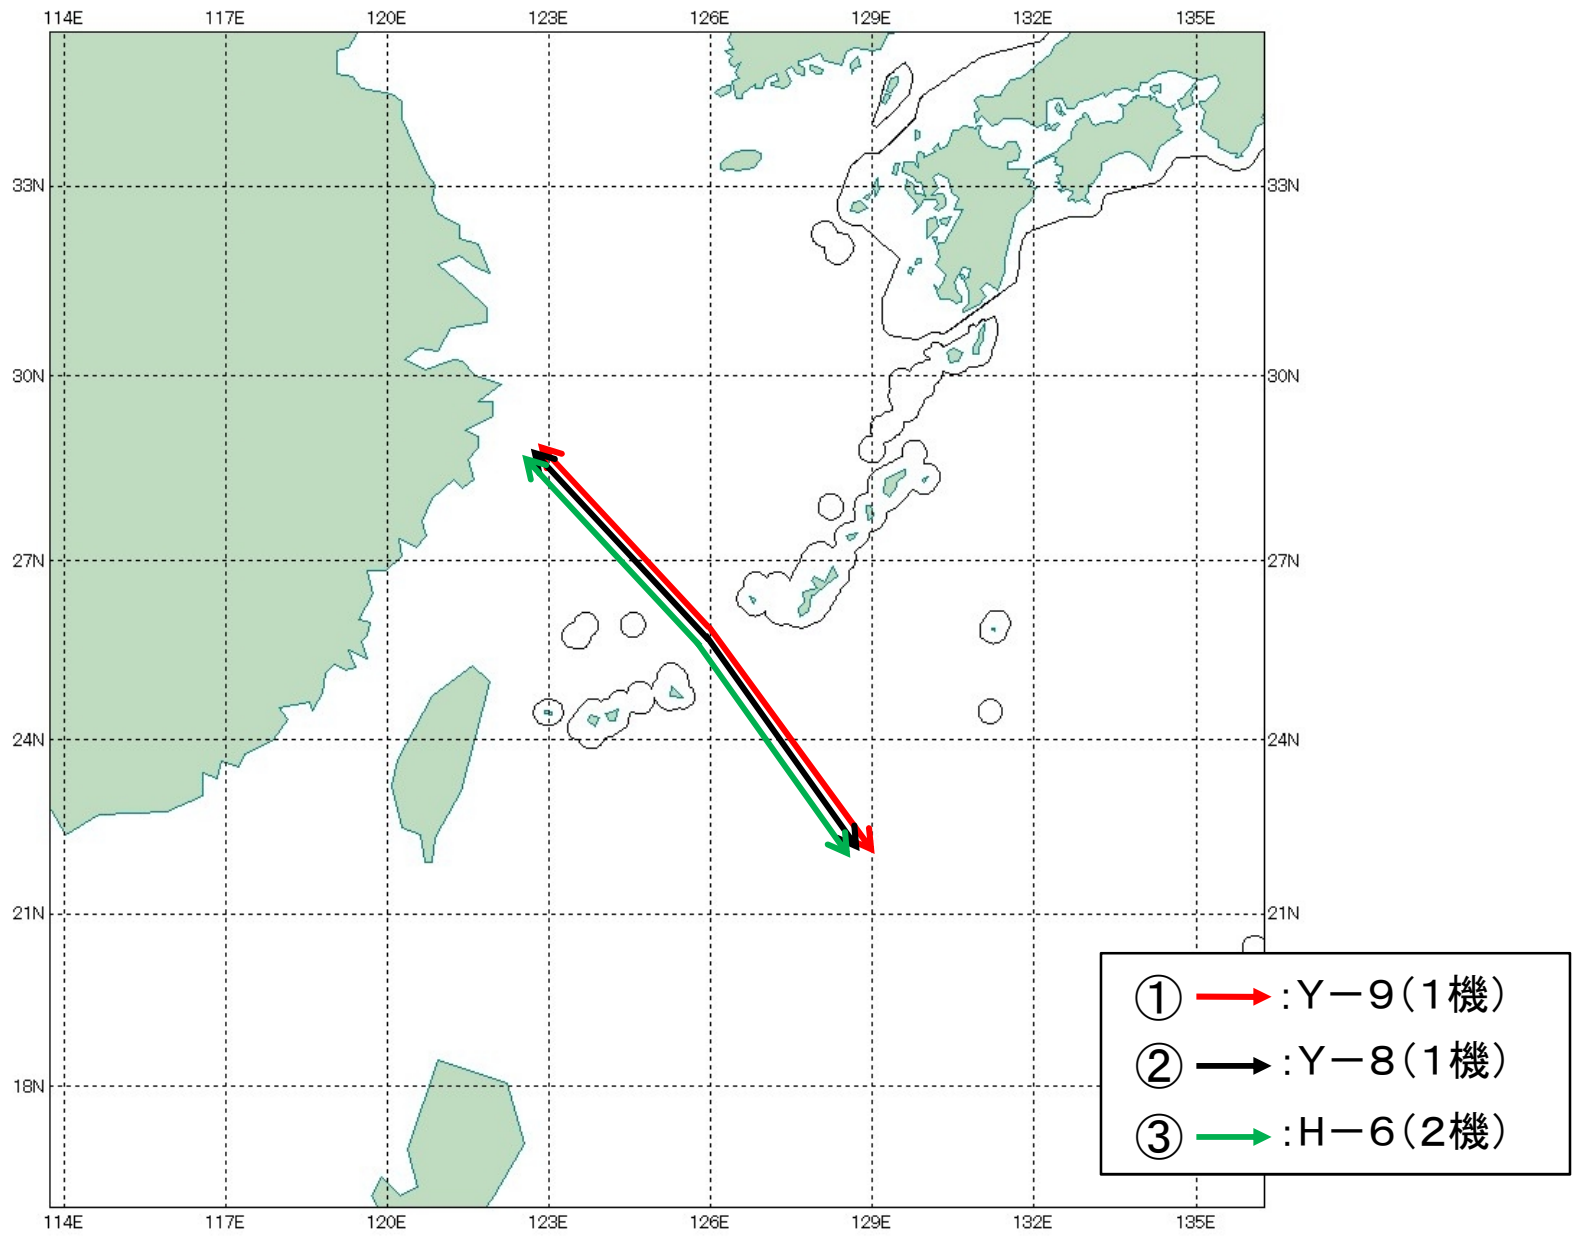 114E 117E 120E 123E 126E 129E 132E 135E
33N 33N
30N 30N
27N 27N
24N 24N
21N 21N
18N
①:Y－9(1機)
②:Y－8(1機)
③:H－6(2機)
114E 117E 120E 123E 126E 129E 132E 135E